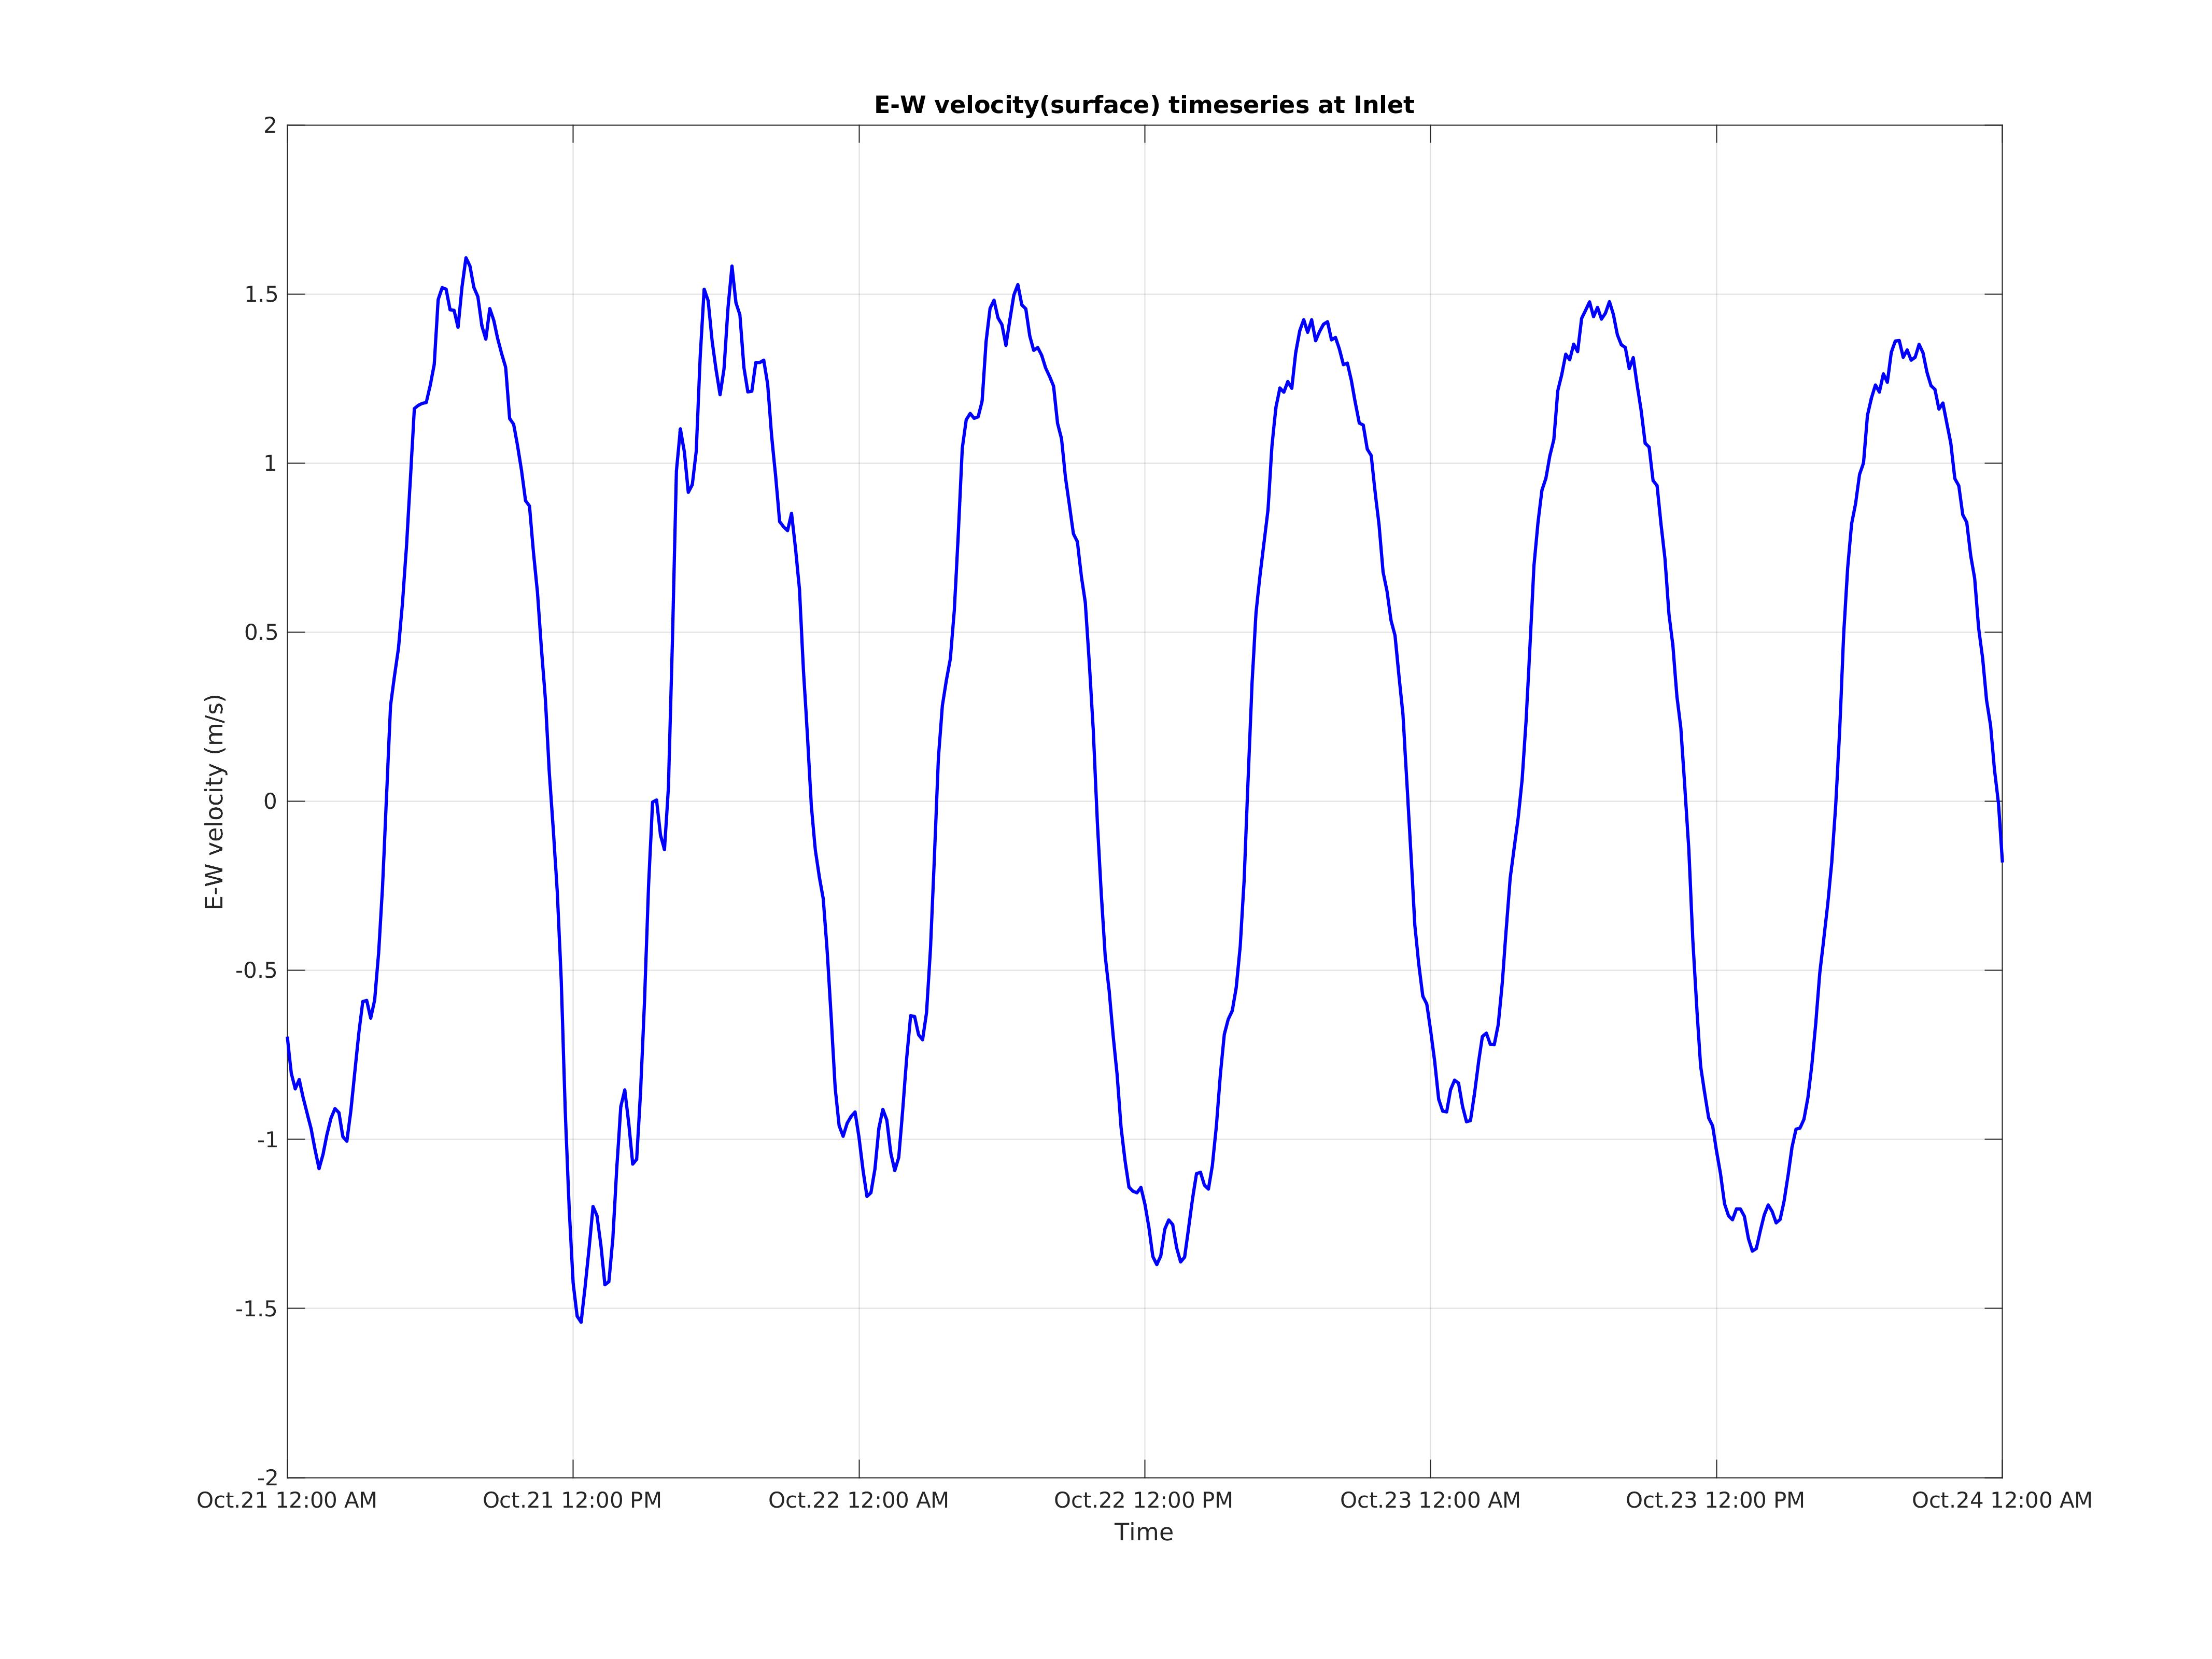 E-W velocity(surface) timeseries at Inlet
2
1.5
1
0.5
0
-0.5
-1
-1.5
-2
E-W velocity (m/s)
Oct.21 12:00 AM
Oct.21 12:00 PM
Oct.22 12:00 AM
Oct.22 12:00 PM
Oct.23 12:00 AM
Oct.23 12:00 PM
Oct.24 12:00 AM
Time